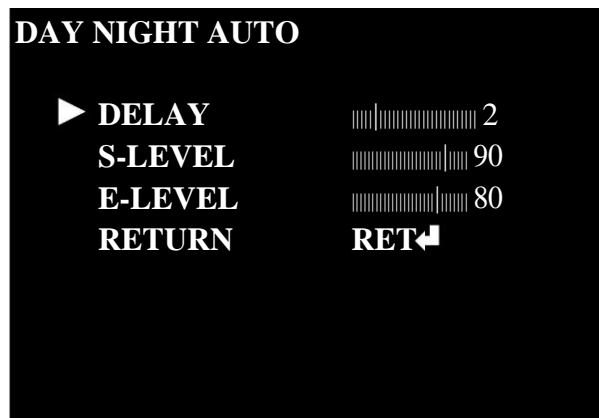 DAY NIGHT AUTO
DELAY 2
S-LEVEL 90
E-LEVEL 80
RETURN RET